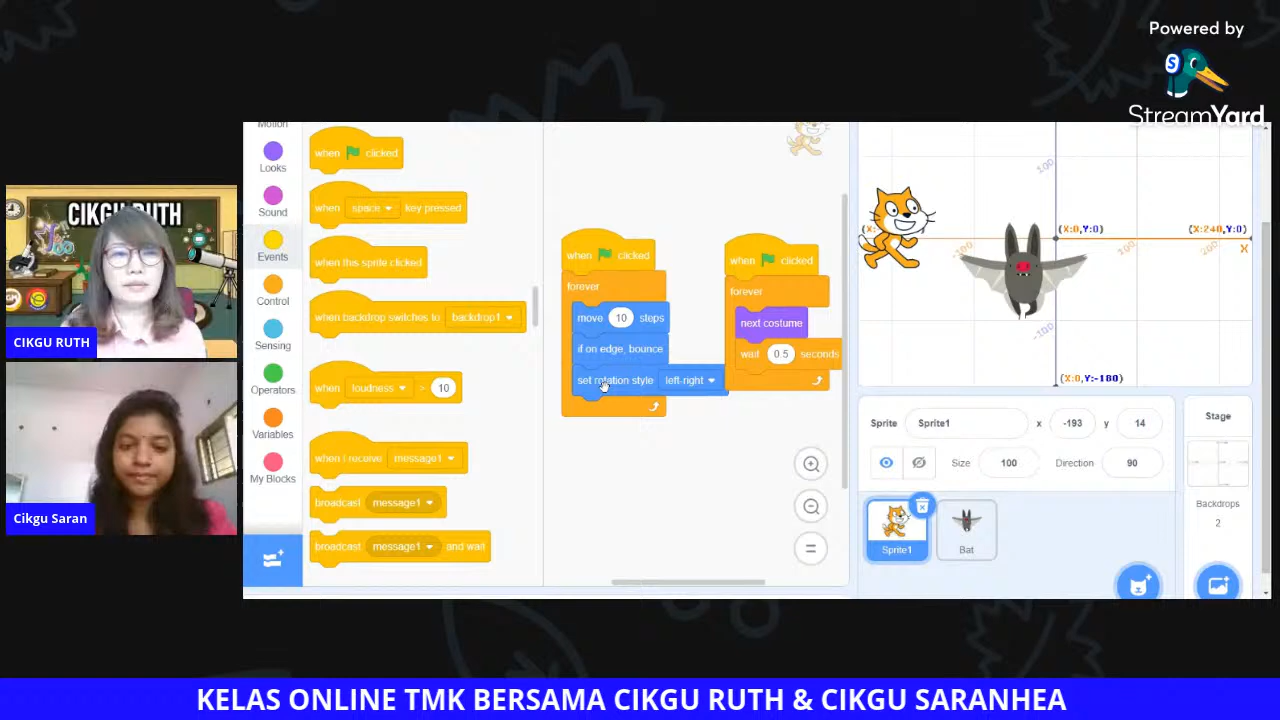 Powered by
S
StreamYard
CIKGU RUTH
CIKGU RUTH
Cikgu Saran
Motion
Looks
Sound
Events
Control
Sensing
Operators
Variables
My Blocks
when clicked
when space key pressed
when this sprite clicked
when backdrop switches to backdrop1
when loudness > 10
when I receive message1
broadcast message1
broadcast message1 and wait
when clicked
forever
move 10 steps
if on edge, bounce
set rotation style left-right
when clicked
forever
next costume
wait 0.5 seconds
100
(X:
(X:0,Y:0)
(X:240,Y:0)
-100
100
200
X
-100
(X:0,Y:-180)
Sprite Sprite1 x -193 y 14
Size 100 Direction 90
Sprite1
Bat
Stage
Backdrops
2
KELAS ONLINE TMK BERSAMA CIKGU RUTH & CIKGU SARANHEA